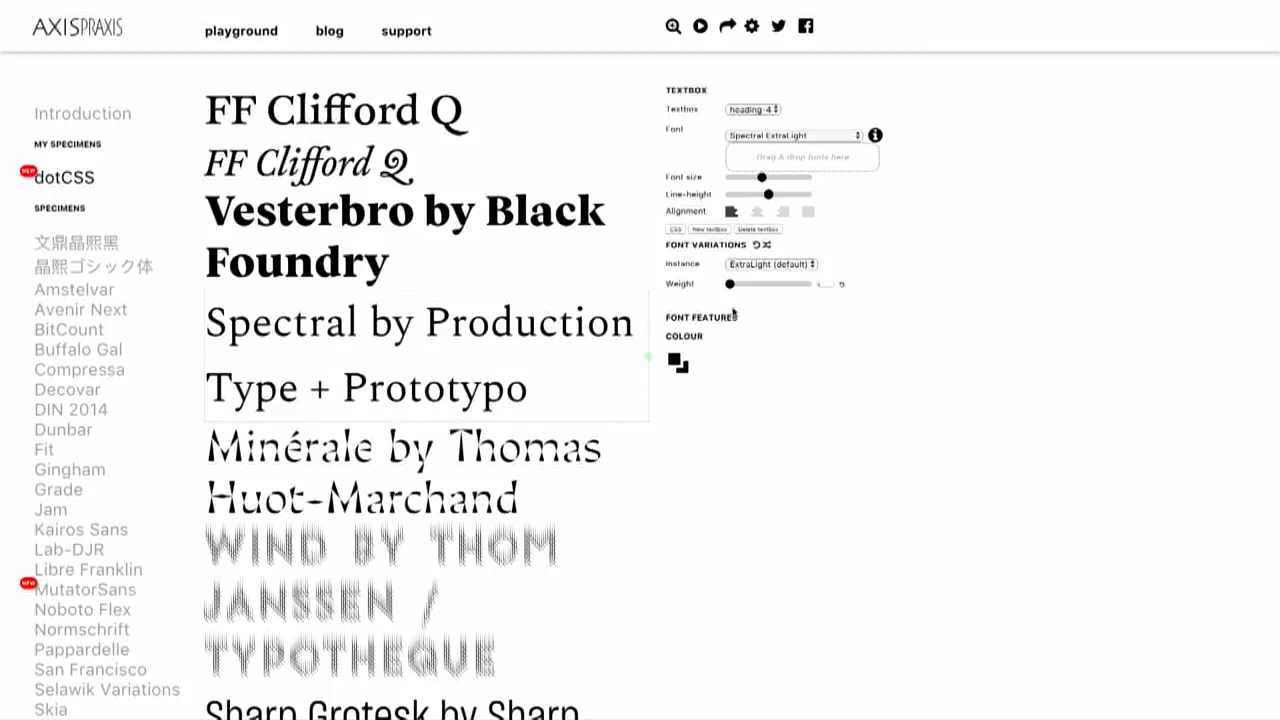 AXISPRAXIS
playground
blog
support
Introduction
MY SPECIMENS
NEW
dotCSS
SPECIMENS
文鼎晶熙黑
晶熙ゴシック体
Amstelvar
Avenir Next
BitCount
Buffalo Gal
Compressa
Decovar
DIN 2014
Dunbar
Fit
Gingham
Grade
Jam
Kairos Sans
Lab-DJR
Libre Franklin
NEW
MutatorSans
Noboto Flex
Normschrift
Pappardelle
San Francisco
Selawik Variations
Skia
FF Clifford Q
FF Clifford Q
Vesterbro by Black
Foundry
Spectral by Production
Type + Prototypo
Minérale by Thomas
Huot-Marchand
WIND BY THOM
JANSSEN /
TYPOTHEQUE
Sharp Grotesk by Sharp
TEXTBOX
Textbox heading-4
Font Spectral ExtraLight
Drag & drop fonts here
Font size
Line-height
Alignment
CSS New textbox Delete textbox
FONT VARIATIONS
Instance ExtraLight (default)
Weight
FONT FEATURES
COLOUR